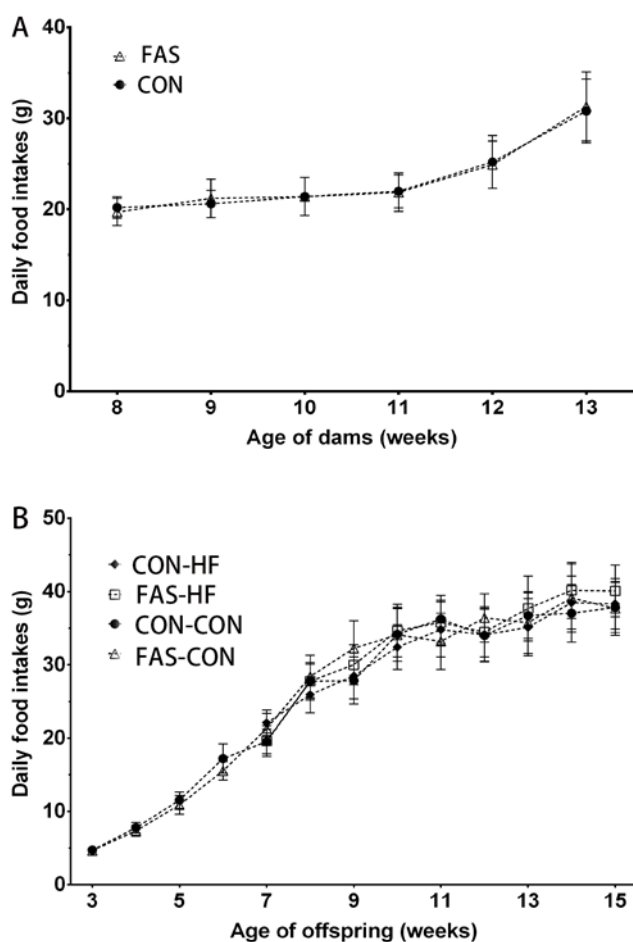 A
FAS
CON
Daily food intakes (g)
40
30
20
10
0
8 9 10 11 12 13
Age of dams (weeks)
B
CON-HF
FAS-HF
CON-CON
FAS-CON
Daily food intakes (g)
50
40
30
20
10
0
3 5 7 9 11 13 15
Age of offspring (weeks)